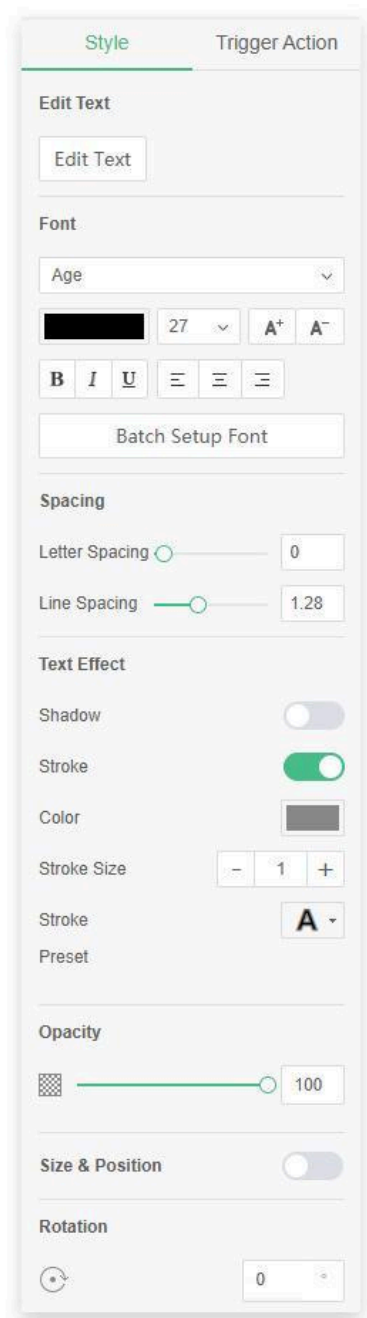 Style Trigger Action
Edit Text
Edit Text
Font
Age
27 A+ A-
B I U
Batch Setup Font
Spacing
Letter Spacing 0
Line Spacing 1.28
Text Effect
Shadow
Stroke
Color
Stroke Size - 1 +
Stroke A
Preset
Opacity
100
Size & Position
Rotation
0 °